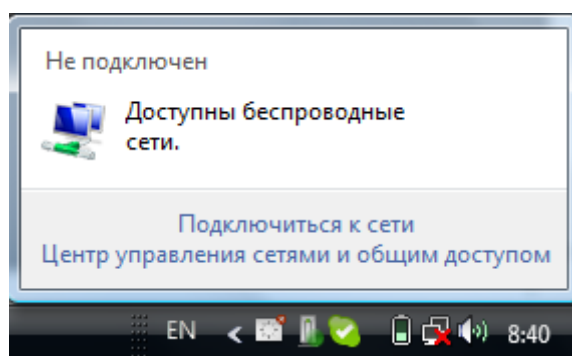 Не подключен
Доступны беспроводные
сети.
Подключиться к сети
Центр управления сетями и общим доступом
EN
8:40